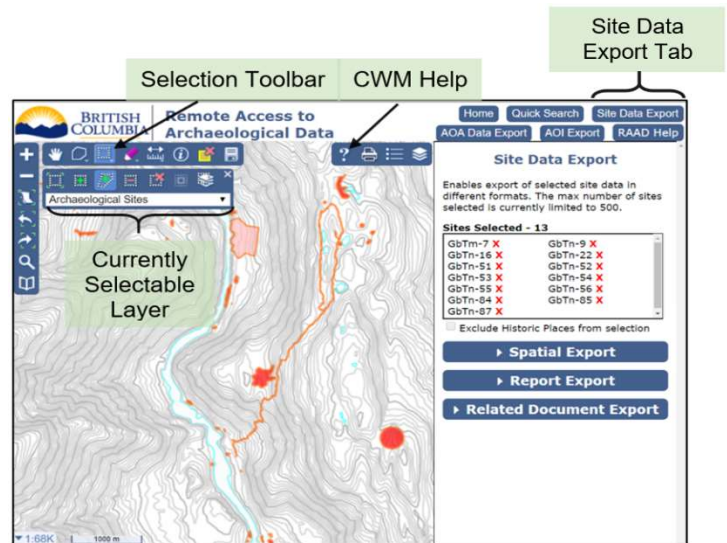 Site Data
Export Tab
Selection Toolbar
CWM Help
BRITISH
COLUMBIA
Remote Access to
Archaeological Data
Home
Quick Search
Site Data Export
AOA Data Export
AOI Export
RAAD Help
?
Archaeological Sites
Currently
Selectable
Layer
Site Data Export
Enables export of selected site data in
different formats. The max number of sites
selected is currently limited to 500.
Sites Selected - 13
GbTm-7 X GbTn-9 X
GbTn-16 X GbTn-22 X
GbTn-51 X GbTn-52 X
GbTn-53 X GbTn-54 X
GbTn-55 X GbTn-56 X
GbTn-84 X GbTn-85 X
GbTn-87 X
Exclude Historic Places from selection
Spatial Export
Report Export
Related Document Export
1:68K
1000 m